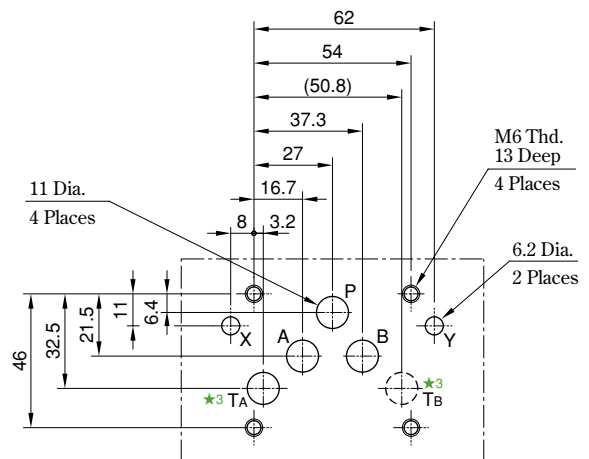 62
54
(50.8)
37.3
27
16.7
8 3.2
M6 Thd.
13 Deep
4 Places
11 Dia.
4 Places
6.2 Dia.
2 Places
P
X
A
B
Y
46
32.5
21.5
11
6.4
★3 TA
★3
TB